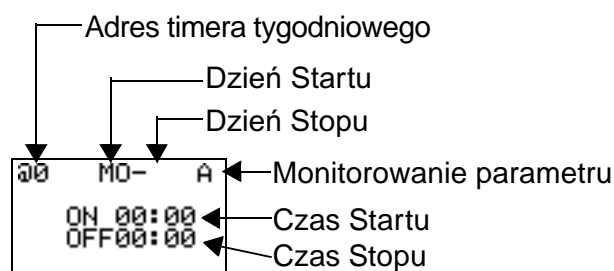 Adres timera tygodniowego
Dzień Startu
Dzień Stopu
@0 MO- A
Monitorowanie parametru
ON 00:00
Czas Startu
OFF00:00
Czas Stopu